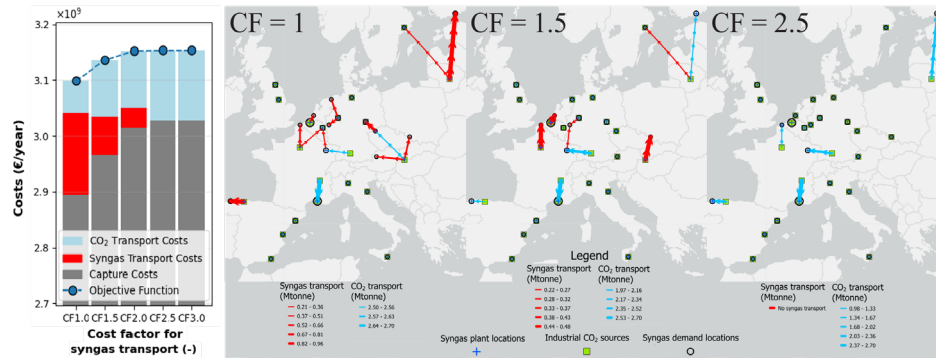 ×10⁹
3.2
3.1
3.0
2.9
2.8
2.7
Costs (€/year)
CO₂ Transport Costs
Syngas Transport Costs
Capture Costs
Objective Function
CF1.0 CF1.5 CF2.0 CF2.5 CF3.0
Cost factor for
syngas transport (-)
CF = 1
CF = 1.5
CF = 2.5
Syngas transport
(Mtonne)
0.21 - 0.36
0.37 - 0.51
0.52 - 0.66
0.67 - 0.81
0.82 - 0.96
CO₂ transport
(Mtonne)
2.50 - 2.56
2.57 - 2.63
2.64 - 2.70
Legend
Syngas transport
(Mtonne)
0.22 - 0.27
0.28 - 0.32
0.33 - 0.37
0.38 - 0.43
0.44 - 0.48
CO₂ transport
(Mtonne)
1.97 - 2.16
2.17 - 2.34
2.35 - 2.52
2.53 - 2.70
Syngas transport
(Mtonne)
No syngas transport
CO₂ transport
(Mtonne)
0.98 - 1.33
1.34 - 1.67
1.68 - 2.02
2.03 - 2.36
2.37 - 2.70
Syngas plant locations
Industrial CO₂ sources
Syngas demand locations